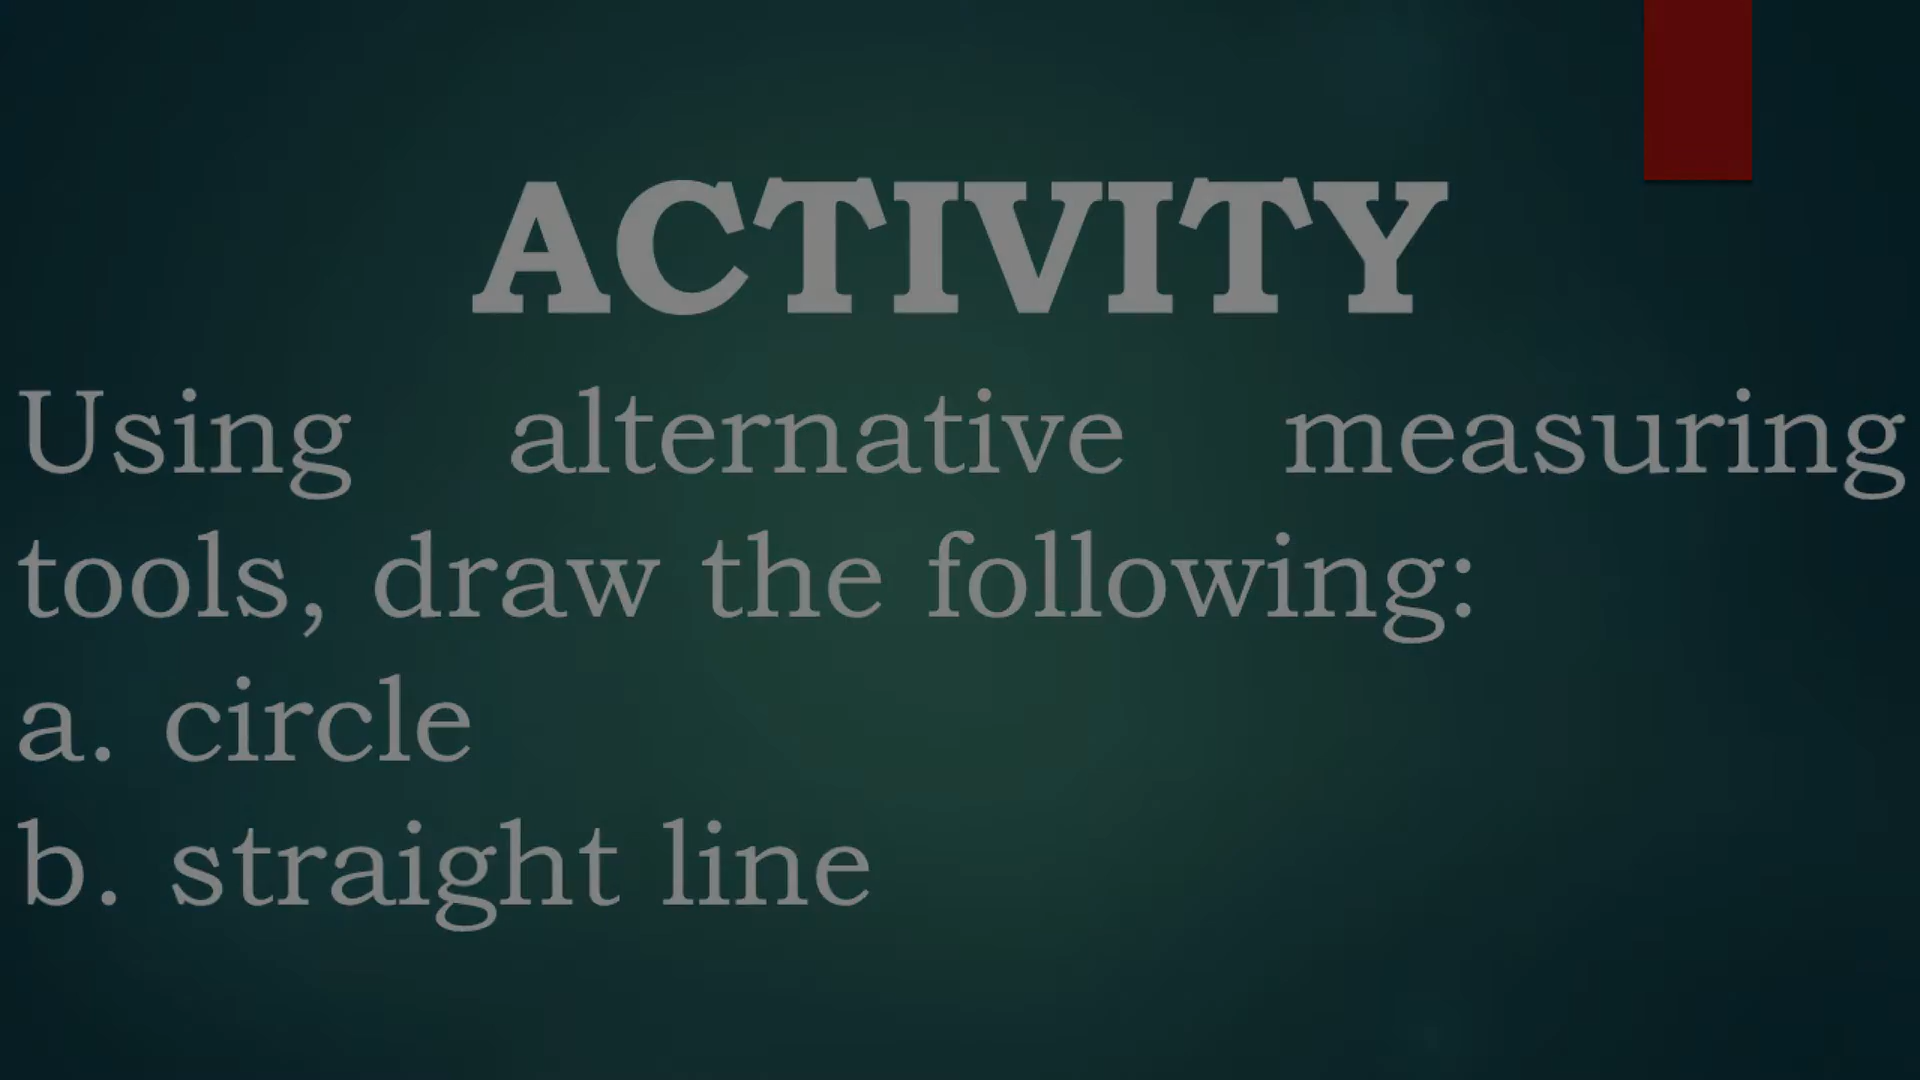 ACTIVITY
Using alternative measuring
tools, draw the following:
a. circle
b. straight line